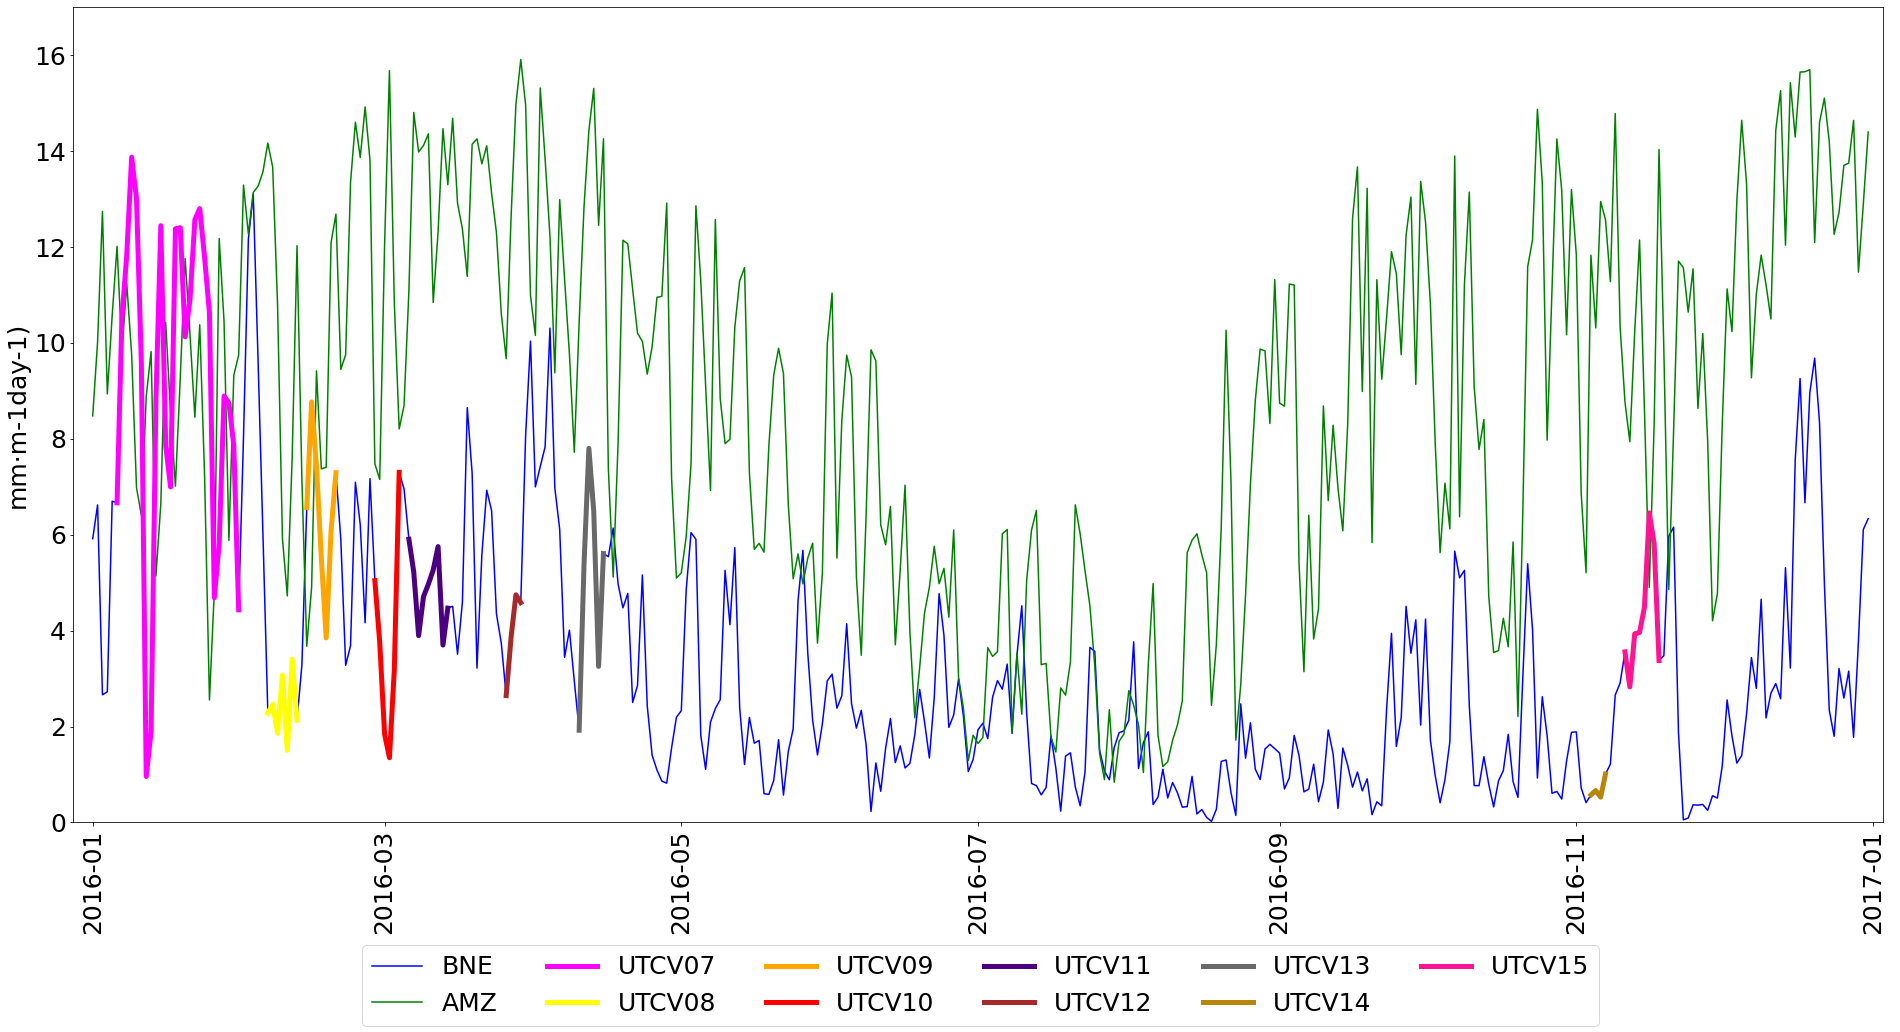 mm·m-1day-1)
16
14
12
10
8
6
4
2
0
2016-01
2016-03
2016-05
2016-07
2016-09
2016-11
2017-01
BNE
AMZ
UTCV07
UTCV08
UTCV09
UTCV10
UTCV11
UTCV12
UTCV13
UTCV14
UTCV15